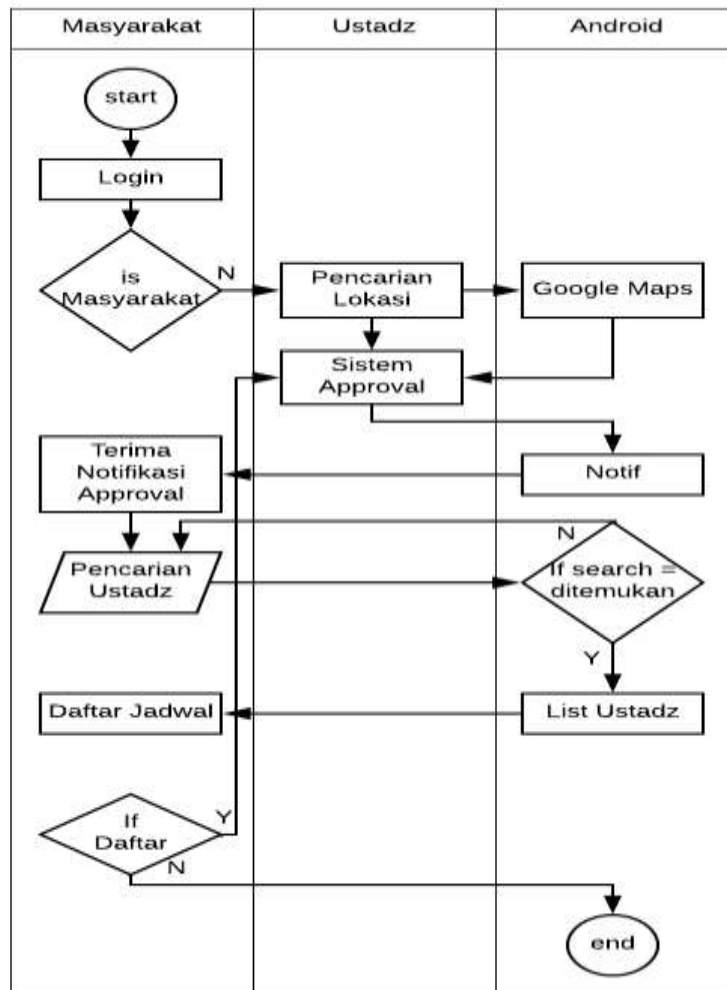 Masyarakat
Ustadz
Android
start
Login
is
Masyarakat
N
Pencarian
Lokasi
Google Maps
Sistem
Approval
Terima
Notifikasi
Approval
Notif
N
Pencarian
Ustadz
If search =
ditemukan
Y
Daftar Jadwal
List Ustadz
If
Daftar
Y
N
end